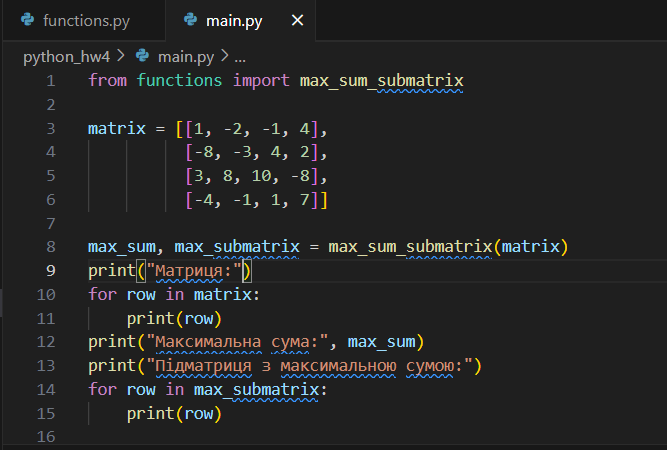 functions.py main.py ×
python_hw4 > main.py > ...
1 from functions import max_sum_submatrix
2
3 matrix = [[1, -2, -1, 4],
4 [-8, -3, 4, 2],
5 [3, 8, 10, -8],
6 [-4, -1, 1, 7]]
7
8 max_sum, max_submatrix = max_sum_submatrix(matrix)
9 print("Матриця:")
10 for row in matrix:
11 print(row)
12 print("Максимальна сума:", max_sum)
13 print("Підматриця з максимальною сумою:")
14 for row in max_submatrix:
15 print(row)
16